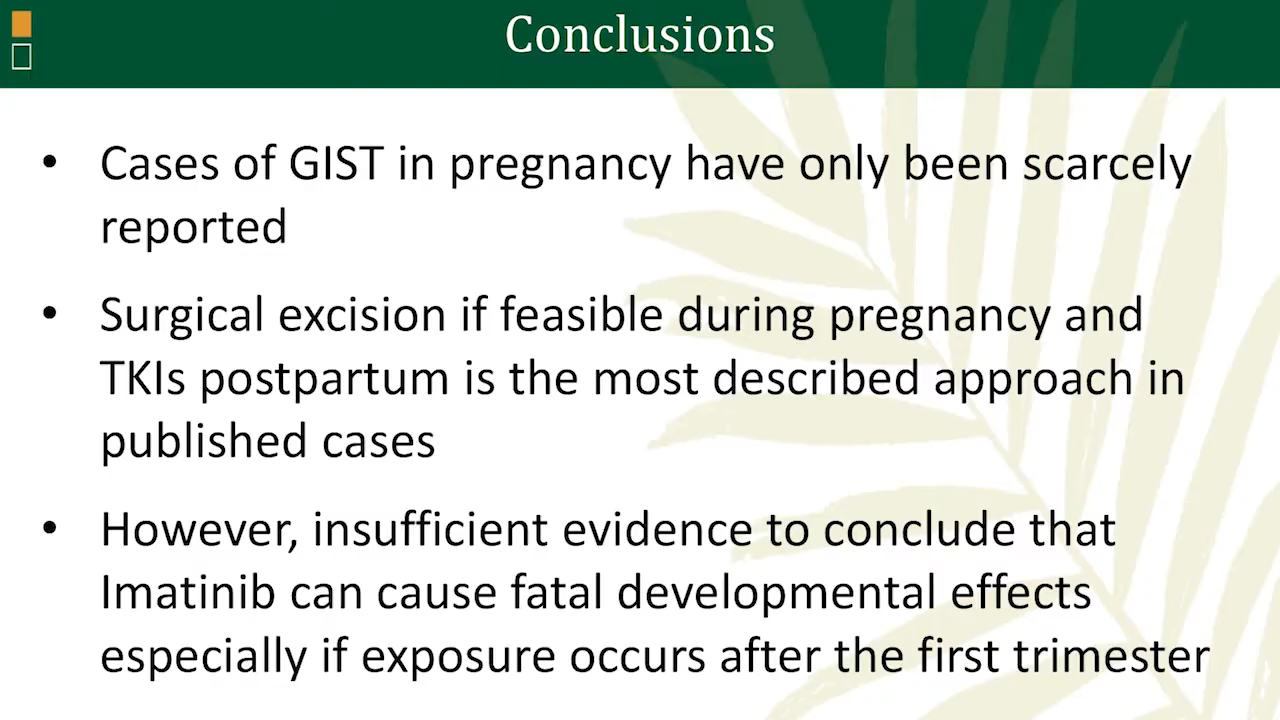 Conclusions
• Cases of GIST in pregnancy have only been scarcely
reported
• Surgical excision if feasible during pregnancy and
TKIs postpartum is the most described approach in
published cases
• However, insufficient evidence to conclude that
Imatinib can cause fatal developmental effects
especially if exposure occurs after the first trimester